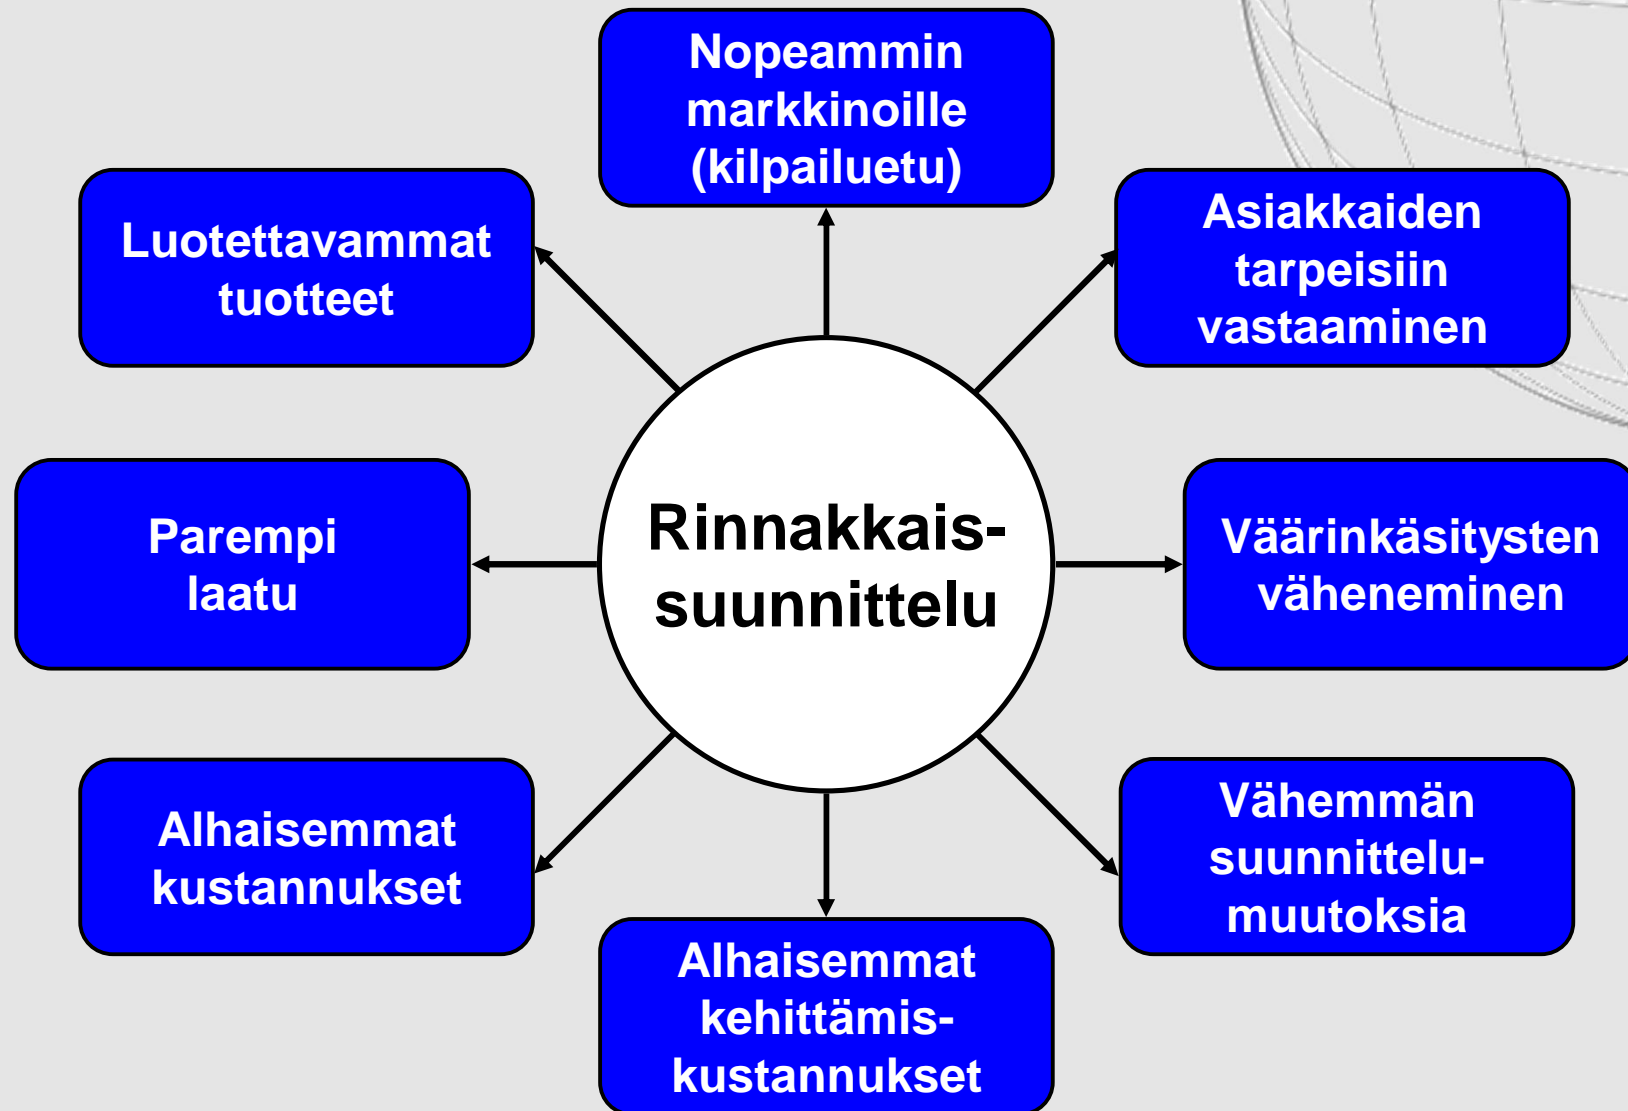 Nopeammin
markkinoille
(kilpailuetu)
Luotettavammat
tuotteet
Asiakkaiden
tarpeisiin
vastaaminen
Parempi
laatu
Rinnakkais-
suunnittelu
Väärinkäsitysten
väheneminen
Alhaisemmat
kustannukset
Vähemmän
suunnittelu-
muutoksia
Alhaisemmat
kehittämis-
kustannukset